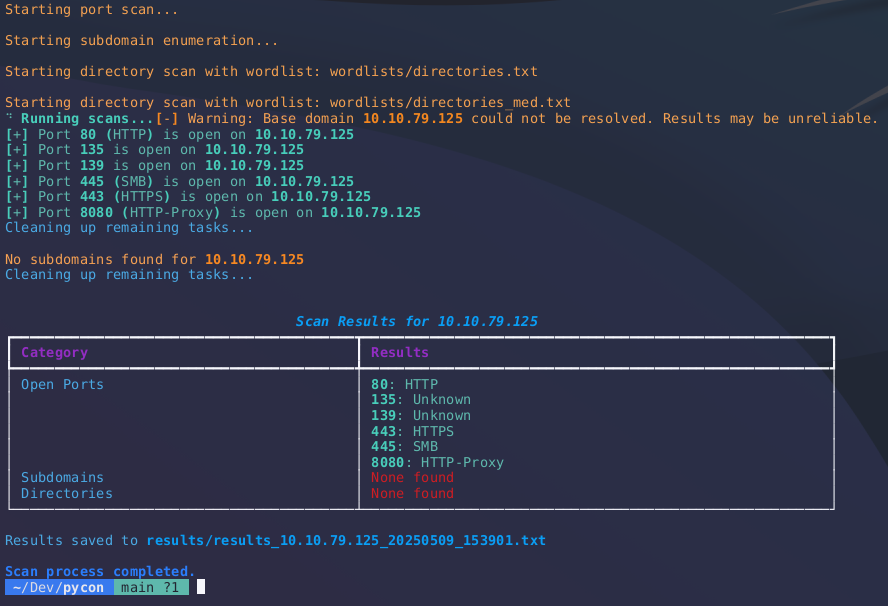 Starting port scan...
Starting subdomain enumeration...
Starting directory scan with wordlist: wordlists/directories.txt
Starting directory scan with wordlist: wordlists/directories_med.txt
Running scans...[-] Warning: Base domain 10.10.79.125 could not be resolved. Results may be unreliable.
[+] Port 80 (HTTP) is open on 10.10.79.125
[+] Port 135 is open on 10.10.79.125
[+] Port 139 is open on 10.10.79.125
[+] Port 445 (SMB) is open on 10.10.79.125
[+] Port 443 (HTTPS) is open on 10.10.79.125
[+] Port 8080 (HTTP-Proxy) is open on 10.10.79.125
Cleaning up remaining tasks...
No subdomains found for 10.10.79.125
Cleaning up remaining tasks...
Scan Results for 10.10.79.125
Category Results
Open Ports 80: HTTP
135: Unknown
139: Unknown
443: HTTPS
445: SMB
8080: HTTP-Proxy
Subdomains None found
Directories None found
Results saved to results/results_10.10.79.125_20250509_153901.txt
Scan process completed.
~/Dev/pycon main ?1